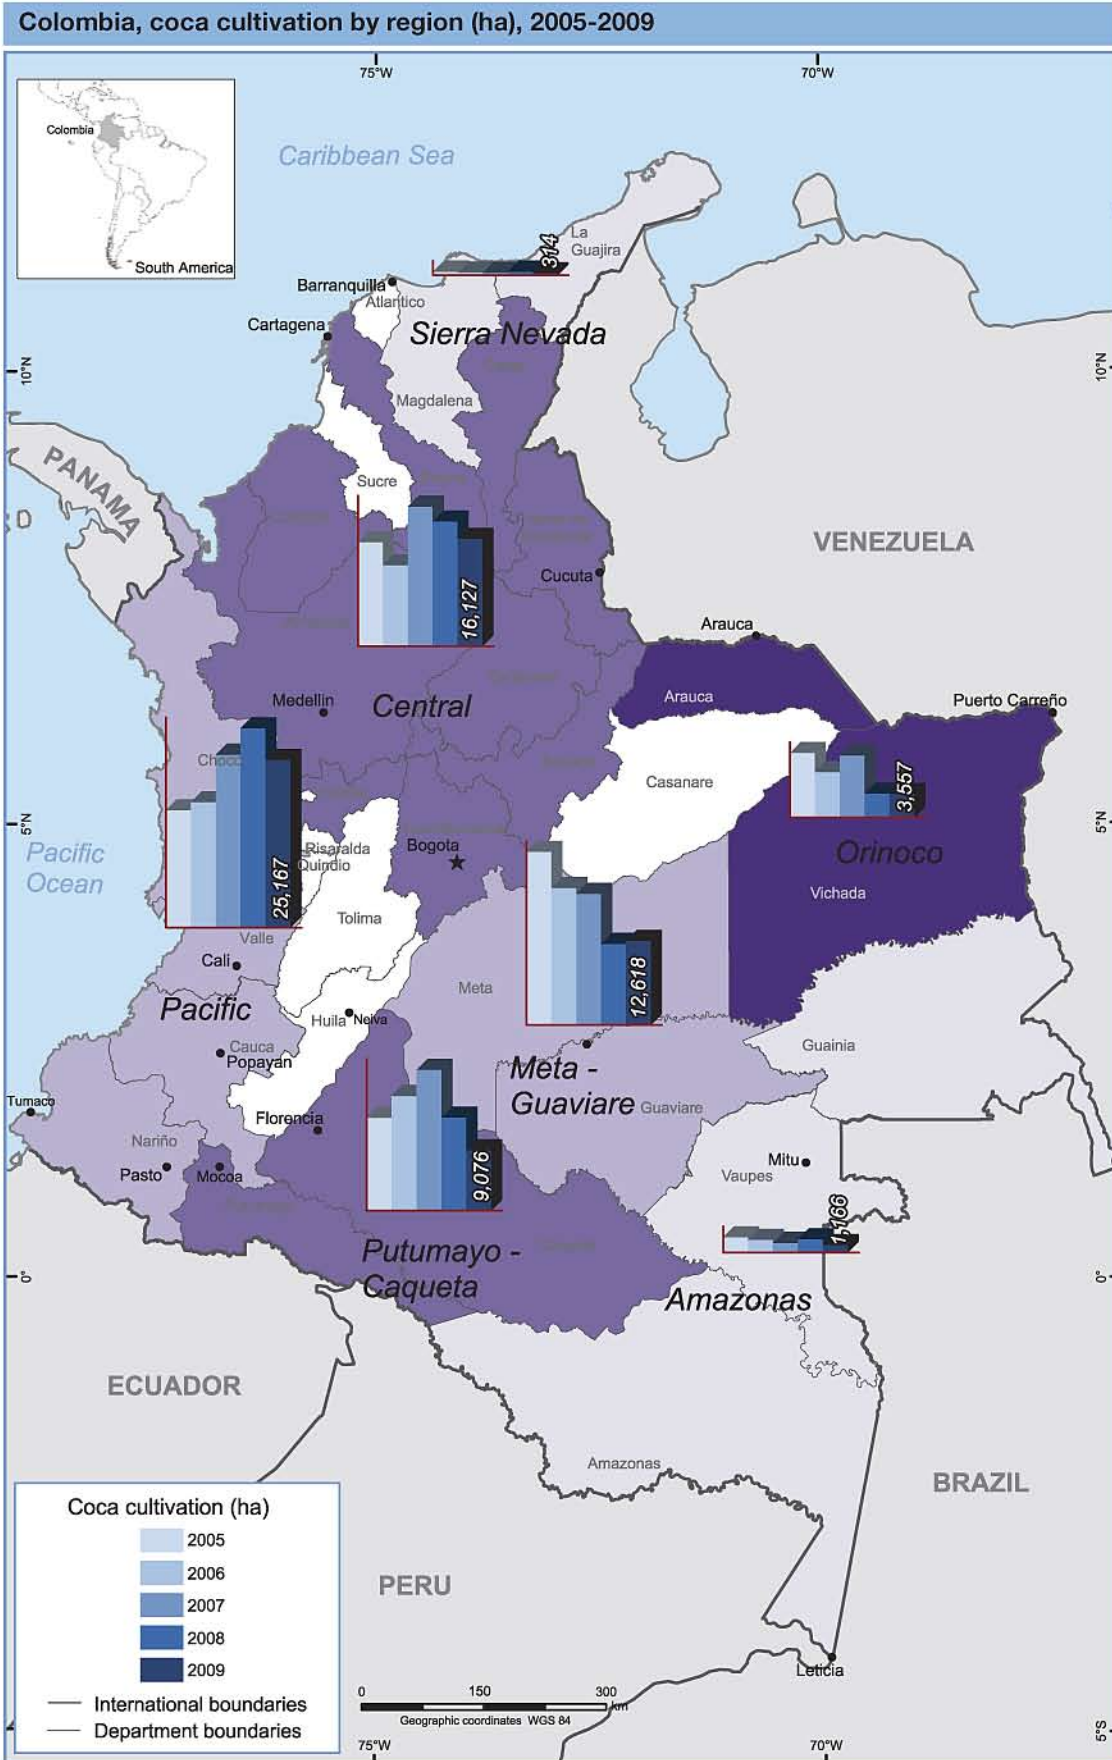 Colombia, coca cultivation by region (ha), 2005-2009
75°W
70°W
Colombia
South America
Caribbean Sea
La
Guajira
314
Barranquilla
Atlantico
Cartagena
Sierra Nevada
10°N
10°N
Magdalena
PANAMA
Sucre
VENEZUELA
Cucuta
16,127
Arauca
Medellin
Central
Arauca
Puerto Carreño
Choco
Casanare
3,557
5°N
5°N
Pacific
Ocean
Risaralda
Quindio
Bogota
Orinoco
Vichada
25,167
Tolima
Valle
Cali
12,618
Meta
Pacific
Huila
Neiva
Cauca
Popayan
Guainia
Meta -
Guaviare
Guaviare
Tumaco
Florencia
Nariño
Pasto
Mocoa
9,076
Mitu
Vaupes
1,166
Putumayo -
Caqueta
0°
0°
Amazonas
ECUADOR
Amazonas
BRAZIL
PERU
Coca cultivation (ha)
2005
2006
2007
2008
2009
International boundaries
Department boundaries
Leticia
0 150 300 km
Geographic coordinates WGS 84
5°S
75°W
70°W